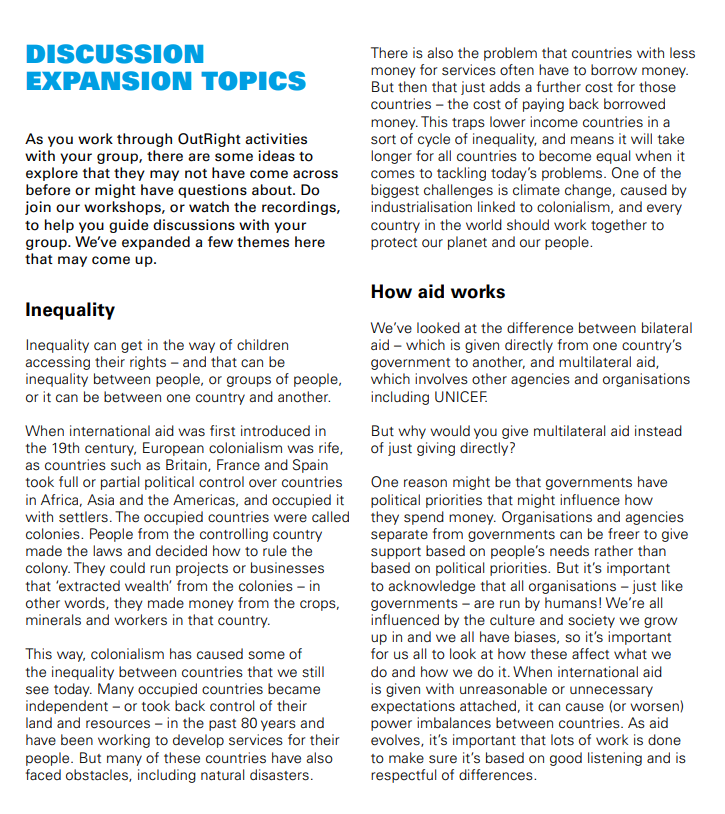 DISCUSSION
EXPANSION TOPICS
As you work through OutRight activities
with your group, there are some ideas to
explore that they may not have come across
before or might have questions about. Do
join our workshops, or watch the recordings,
to help you guide discussions with your
group. We’ve expanded a few themes here
that may come up.
Inequality
Inequality can get in the way of children
accessing their rights – and that can be
inequality between people, or groups of people,
or it can be between one country and another.
When international aid was first introduced in
the 19th century, European colonialism was rife,
as countries such as Britain, France and Spain
took full or partial political control over countries
in Africa, Asia and the Americas, and occupied it
with settlers. The occupied countries were called
colonies. People from the controlling country
made the laws and decided how to rule the
colony. They could run projects or businesses
that ‘extracted wealth’ from the colonies – in
other words, they made money from the crops,
minerals and workers in that country.
This way, colonialism has caused some of
the inequality between countries that we still
see today. Many occupied countries became
independent – or took back control of their
land and resources – in the past 80 years and
have been working to develop services for their
people. But many of these countries have also
faced obstacles, including natural disasters.
There is also the problem that countries with less
money for services often have to borrow money.
But then that just adds a further cost for those
countries – the cost of paying back borrowed
money. This traps lower income countries in a
sort of cycle of inequality, and means it will take
longer for all countries to become equal when it
comes to tackling today’s problems. One of the
biggest challenges is climate change, caused by
industrialisation linked to colonialism, and every
country in the world should work together to
protect our planet and our people.
How aid works
We’ve looked at the difference between bilateral
aid – which is given directly from one country’s
government to another, and multilateral aid,
which involves other agencies and organisations
including UNICEF.
But why would you give multilateral aid instead
of just giving directly?
One reason might be that governments have
political priorities that might influence how
they spend money. Organisations and agencies
separate from governments can be freer to give
support based on people’s needs rather than
based on political priorities. But it’s important
to acknowledge that all organisations – just like
governments – are run by humans! We’re all
influenced by the culture and society we grow
up in and we all have biases, so it’s important
for us all to look at how these affect what we
do and how we do it. When international aid
is given with unreasonable or unnecessary
expectations attached, it can cause (or worsen)
power imbalances between countries. As aid
evolves, it’s important that lots of work is done
to make sure it’s based on good listening and is
respectful of differences.